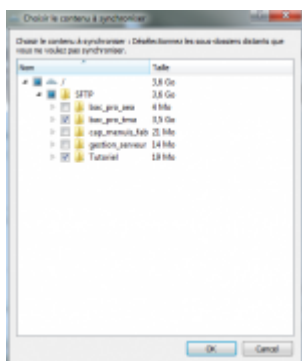 Choisir le contenu à synchroniser
Choisir le contenu à synchroniser : Désélectionnez les sous-dossiers distants que
vous ne voulez pas synchroniser.
Nom Taille
/ 3,6 Go
SFTP 3,6 Go
bac_pro_aea 4 Mo
bac_pro_tma 3,5 Go
cap_menuis_fab 21 Mo
gestion_serveur 14 Mo
Tutoriel 19 Mo
OK Cancel